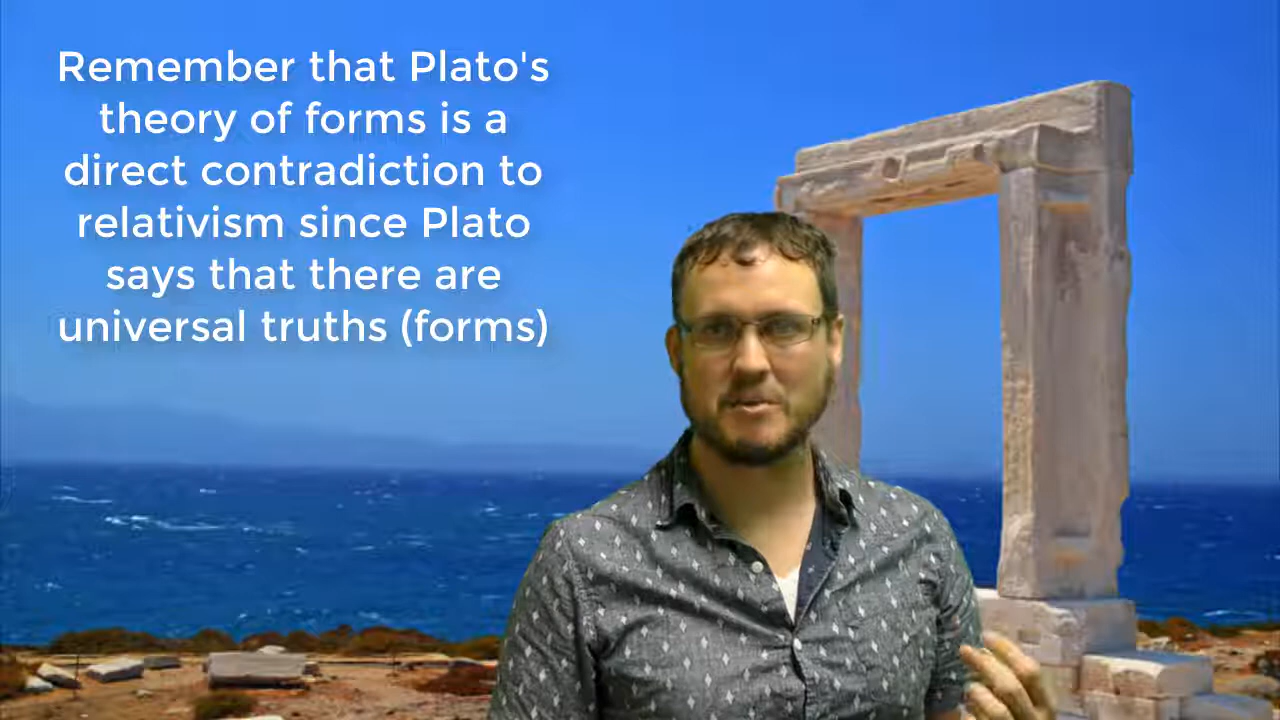 Remember that Plato's
theory of forms is a
direct contradiction to
relativism since Plato
says that there are
universal truths (forms)